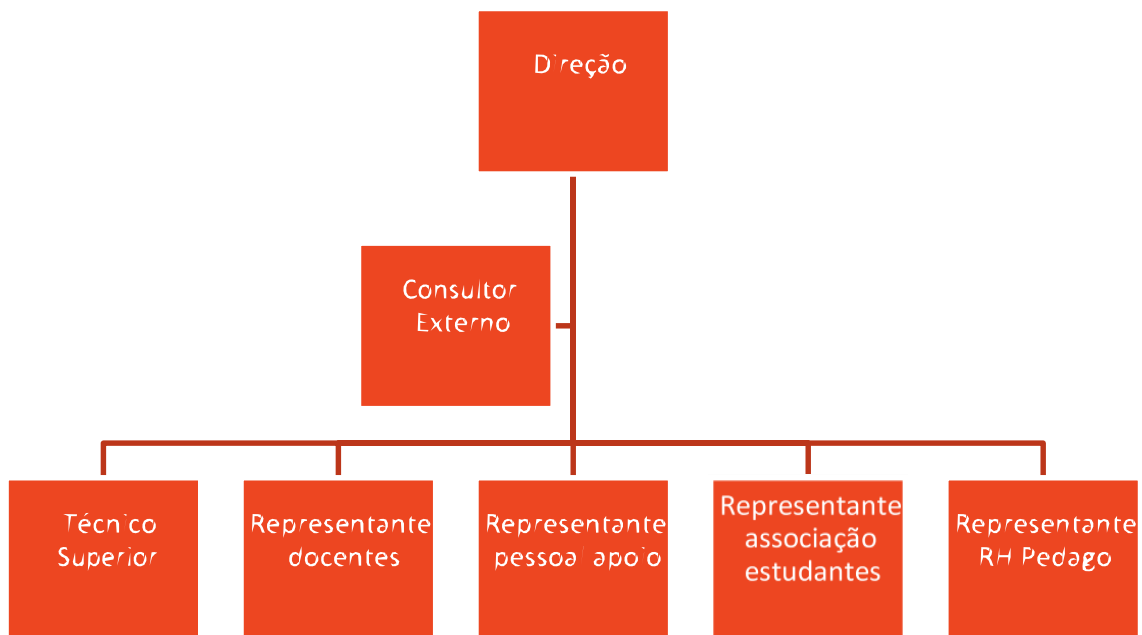 Direção
Consultor
Externo
Técnico
Superior
Representante
docentes
Representante
pessoal apoio
Representante
associação
estudantes
Representante
RH Pedago